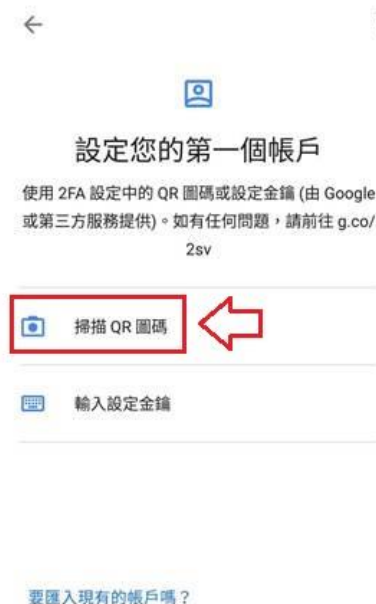 設定您的第一個帳戶
使用 2FA 設定中的 QR 圖碼或設定金鑰 (由 Google
或第三方服務提供)。如有任何問題，請前往 g.co/
2sv
掃描 QR 圖碼
輸入設定金鑰
要匯入現有的帳戶嗎？